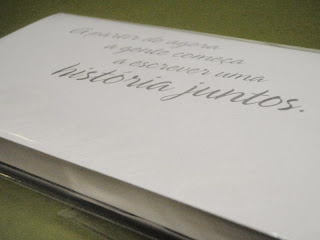 A partir de agora
a gente começa
a escrever uma
história juntos.